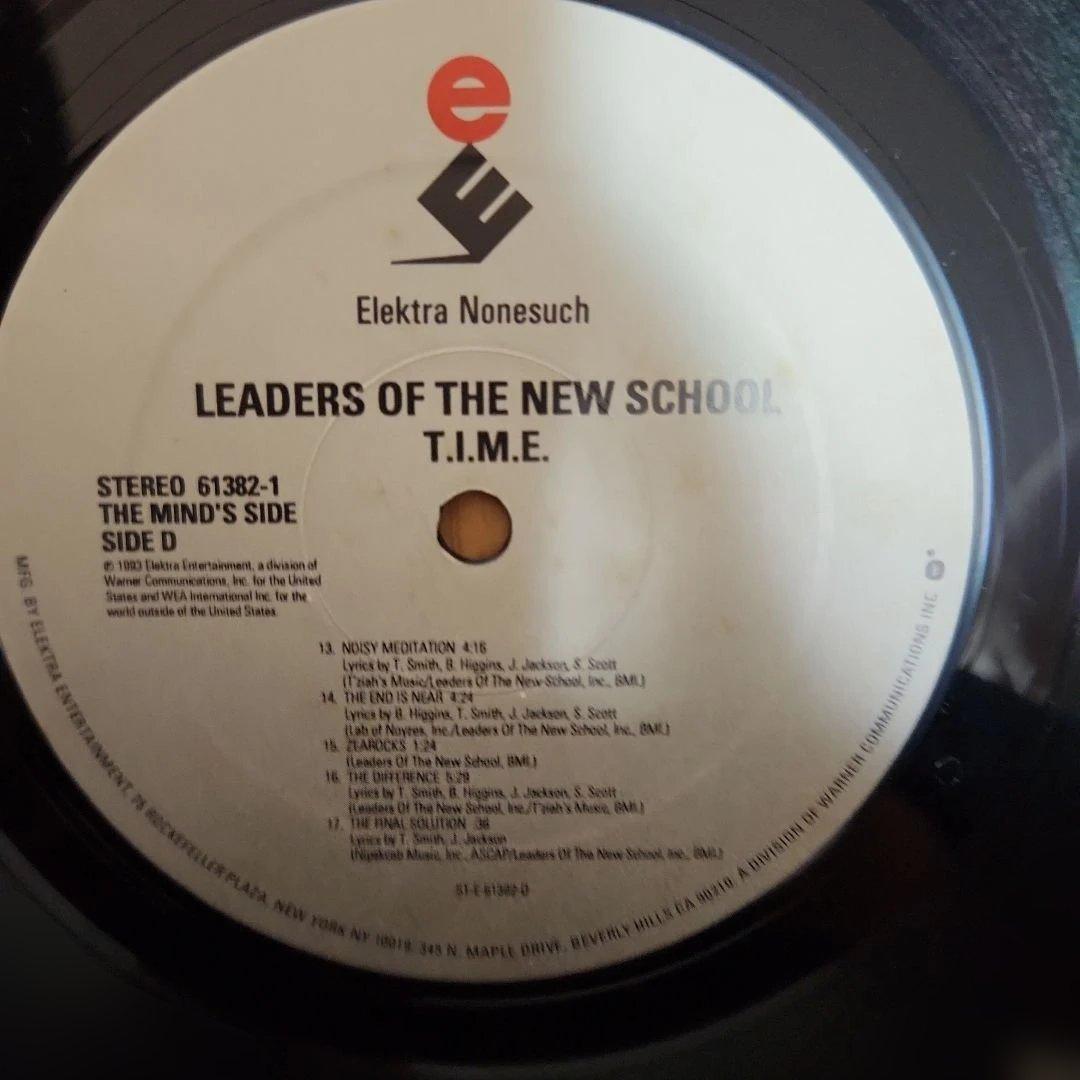 e
E
Elektra Nonesuch
LEADERS OF THE NEW SCHOOL
T.I.M.E.
STEREO 61382-1
THE MIND'S SIDE
SIDE D
℗ 1993 Elektra Entertainment, a division of
Warner Communications, Inc. for the United
States and WEA International Inc. for the
world outside of the United States.
13. NOISY MEDITATION 4:16
Lyrics by T. Smith, B. Higgins, J. Jackson, S. Scott
(T'ziah's Music/Leaders Of The New School, Inc., BMI.)
14. THE END IS NEAR 4:24
Lyrics by B. Higgins, T. Smith, J. Jackson, S. Scott
(Lab of Noyzes, Inc./Leaders Of The New School, Inc., BMI.)
15. ZEAROCKS 1:24
(Leaders Of The New School, BMI.)
16. THE DIFFERENCE 5:29
Lyrics by T. Smith, B. Higgins, J. Jackson, S. Scott
(Leaders Of The New School, Inc./T'ziah's Music, BMI.)
17. THE FINAL SOLUTION :36
Lyrics by T. Smith, J. Jackson
Music, Inc., ASCAP/Leaders Of The New School, Inc., BMI.)
ST-E-61382-D
MFG. BY ELEKTRA ENTERTAINMENT, 75 ROCKEFELLER PLAZA, NEW YORK NY 10019, 345 N. MAPLE DRIVE, BEVERLY HILLS CA 90210. A DIVISION OF WARNER COMMUNICATIONS INC.